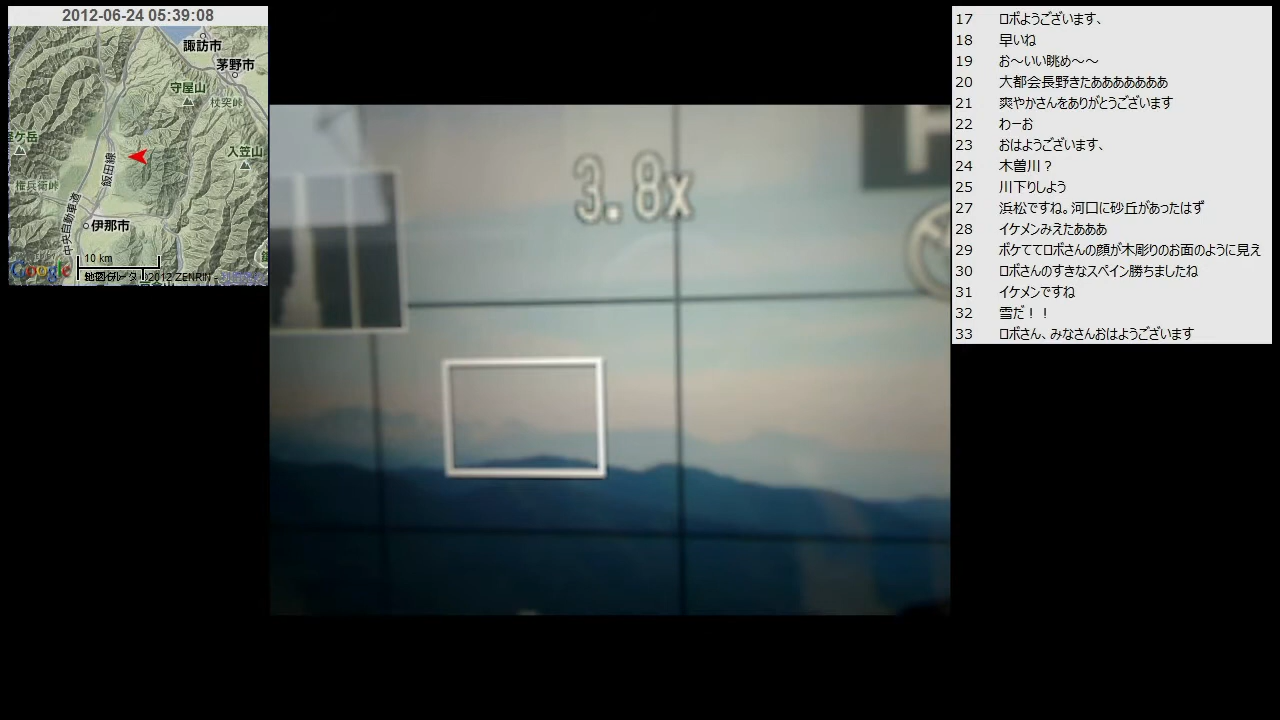 2012-06-24 05:39:08
諏訪市
茅野市
守屋山
杖突峠
入笠山
権兵衛峠
飯田線
中央自動車道
伊那市
10 km
Google
地図データ ©2012 ZENRIN
3.8x
17 ロボようございます、
18 早いね
19 お～いい眺め～～
20 大都会長野きたあああああああ
21 爽やかさんをありがとうございます
22 わーお
23 おはようございます、
24 木曽川？
25 川下りしよう
27 浜松ですね。河口に砂丘があったはず
28 イケメンみえたあああ
29 ボケててロボさんの顔が木彫りのお面のように見え
30 ロボさんのすきなスペイン勝ちましたね
31 イケメンですね
32 雪だ！！
33 ロボさん、みなさんおはようございます